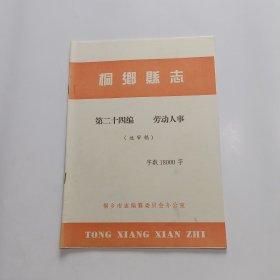 桐鄉縣志
第二十四编 劳动人事
（送审稿）
字数18000字
桐乡市志编纂委员会办公室
TONG XIANG XIAN ZHI